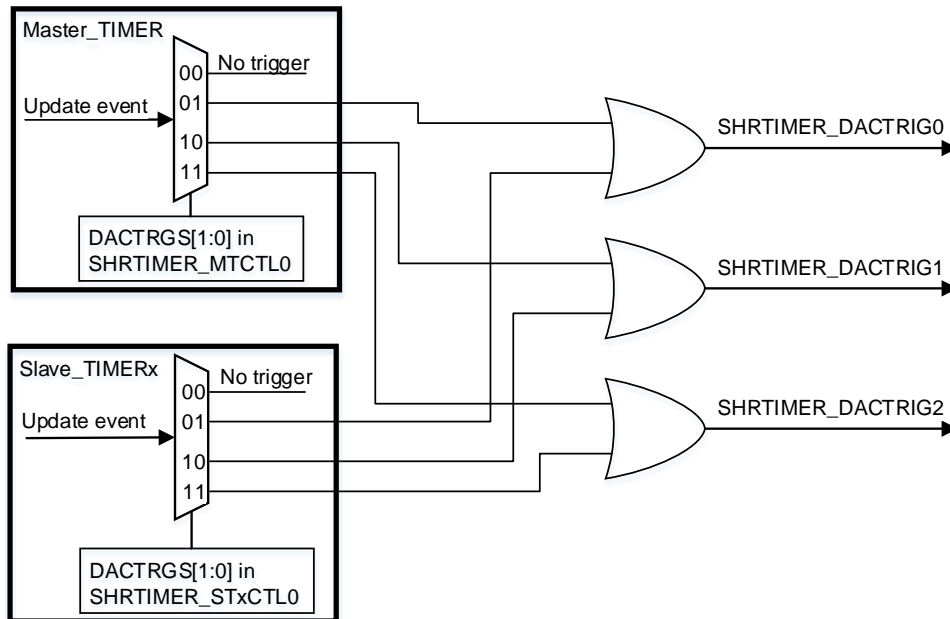 Master_TIMER
No trigger
00
Update event
01
10
11
DACTRGS[1:0] in
SHRTIMER_MTCTL0
SHRTIMER_DACTRIG0
SHRTIMER_DACTRIG1
Slave_TIMERx
No trigger
00
Update event
01
10
11
DACTRGS[1:0] in
SHRTIMER_STxCTL0
SHRTIMER_DACTRIG2